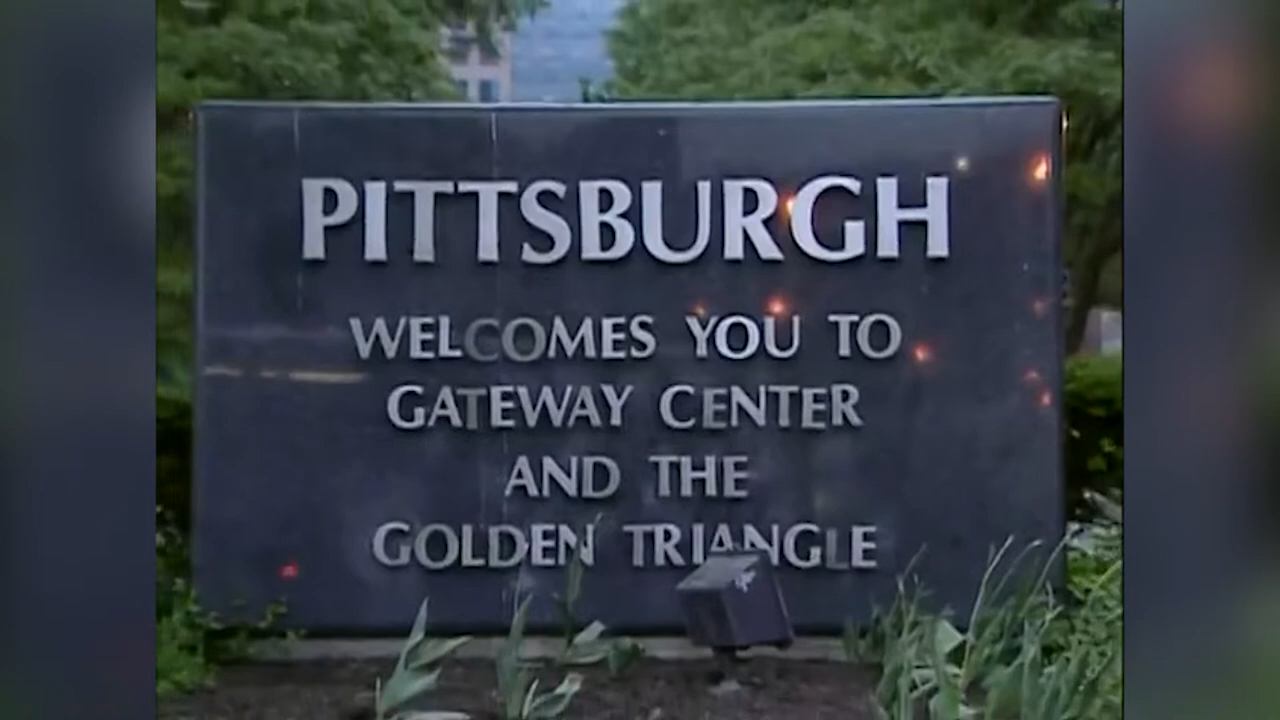 PITTSBURGH
WELCOMES YOU TO
GATEWAY CENTER
AND THE
GOLDEN TRIANGLE